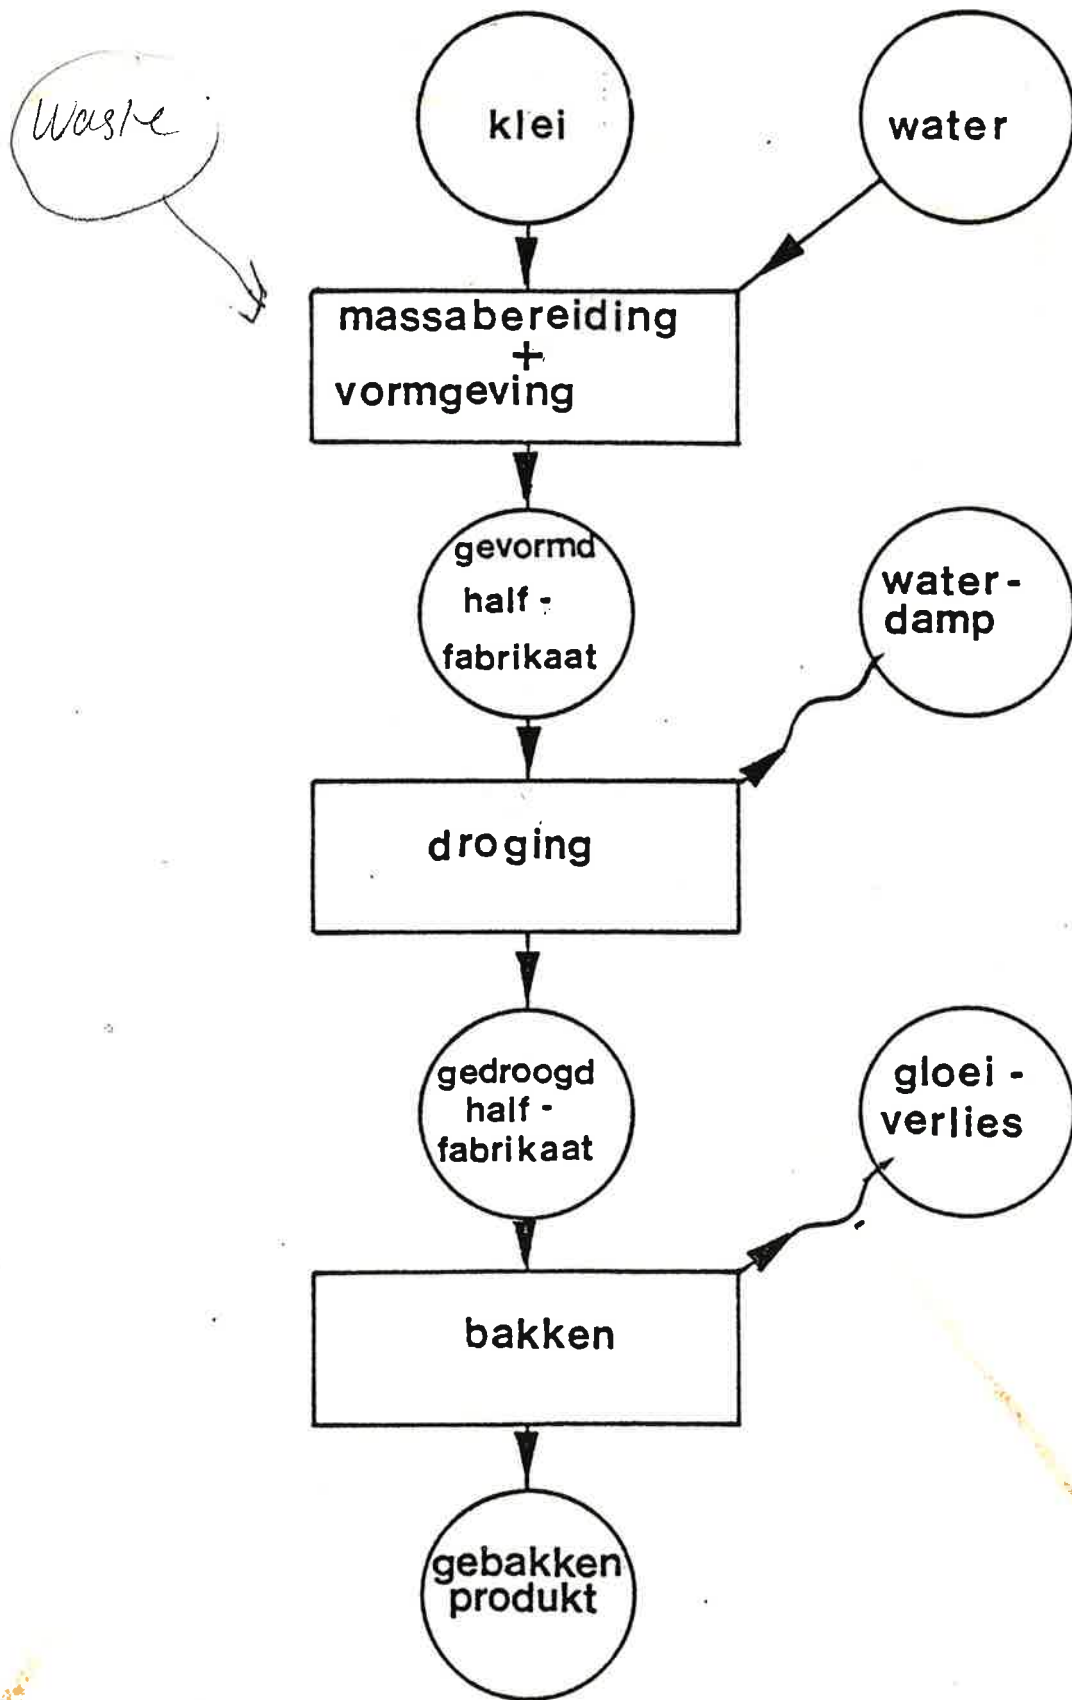 Waste
klei
water
massabereiding
+
vormgeving
gevormd
half -
fabrikaat
water-
damp
droging
gedroogd
half -
fabrikaat
gloei -
verlies
bakken
gebakken
produkt